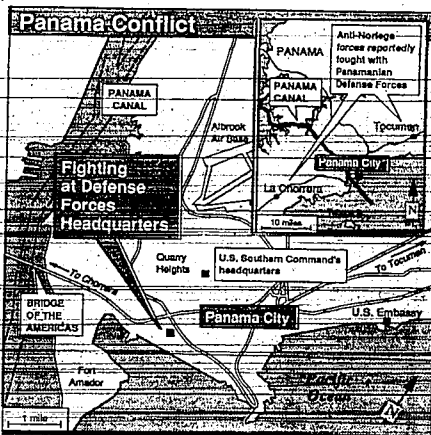 Panama Conflict
PANAMA
CANAL
Albrook
Air Base
Fighting
at Defense
Forces
Headquarters
Quarry
Heights
U.S. Southern Command's
headquarters
To Tocumen
To Chorrera
BRIDGE
OF THE
AMERICAS
Panama City
U.S. Embassy
Fort
Amador
Pacific
Ocean
1 mile
N
PANAMA
Anti-Noriega
forces reportedly
fought with
Panamanian
Defense Forces
PANAMA
CANAL
Tocumen
Panama City
La Chorrera
10 miles
N